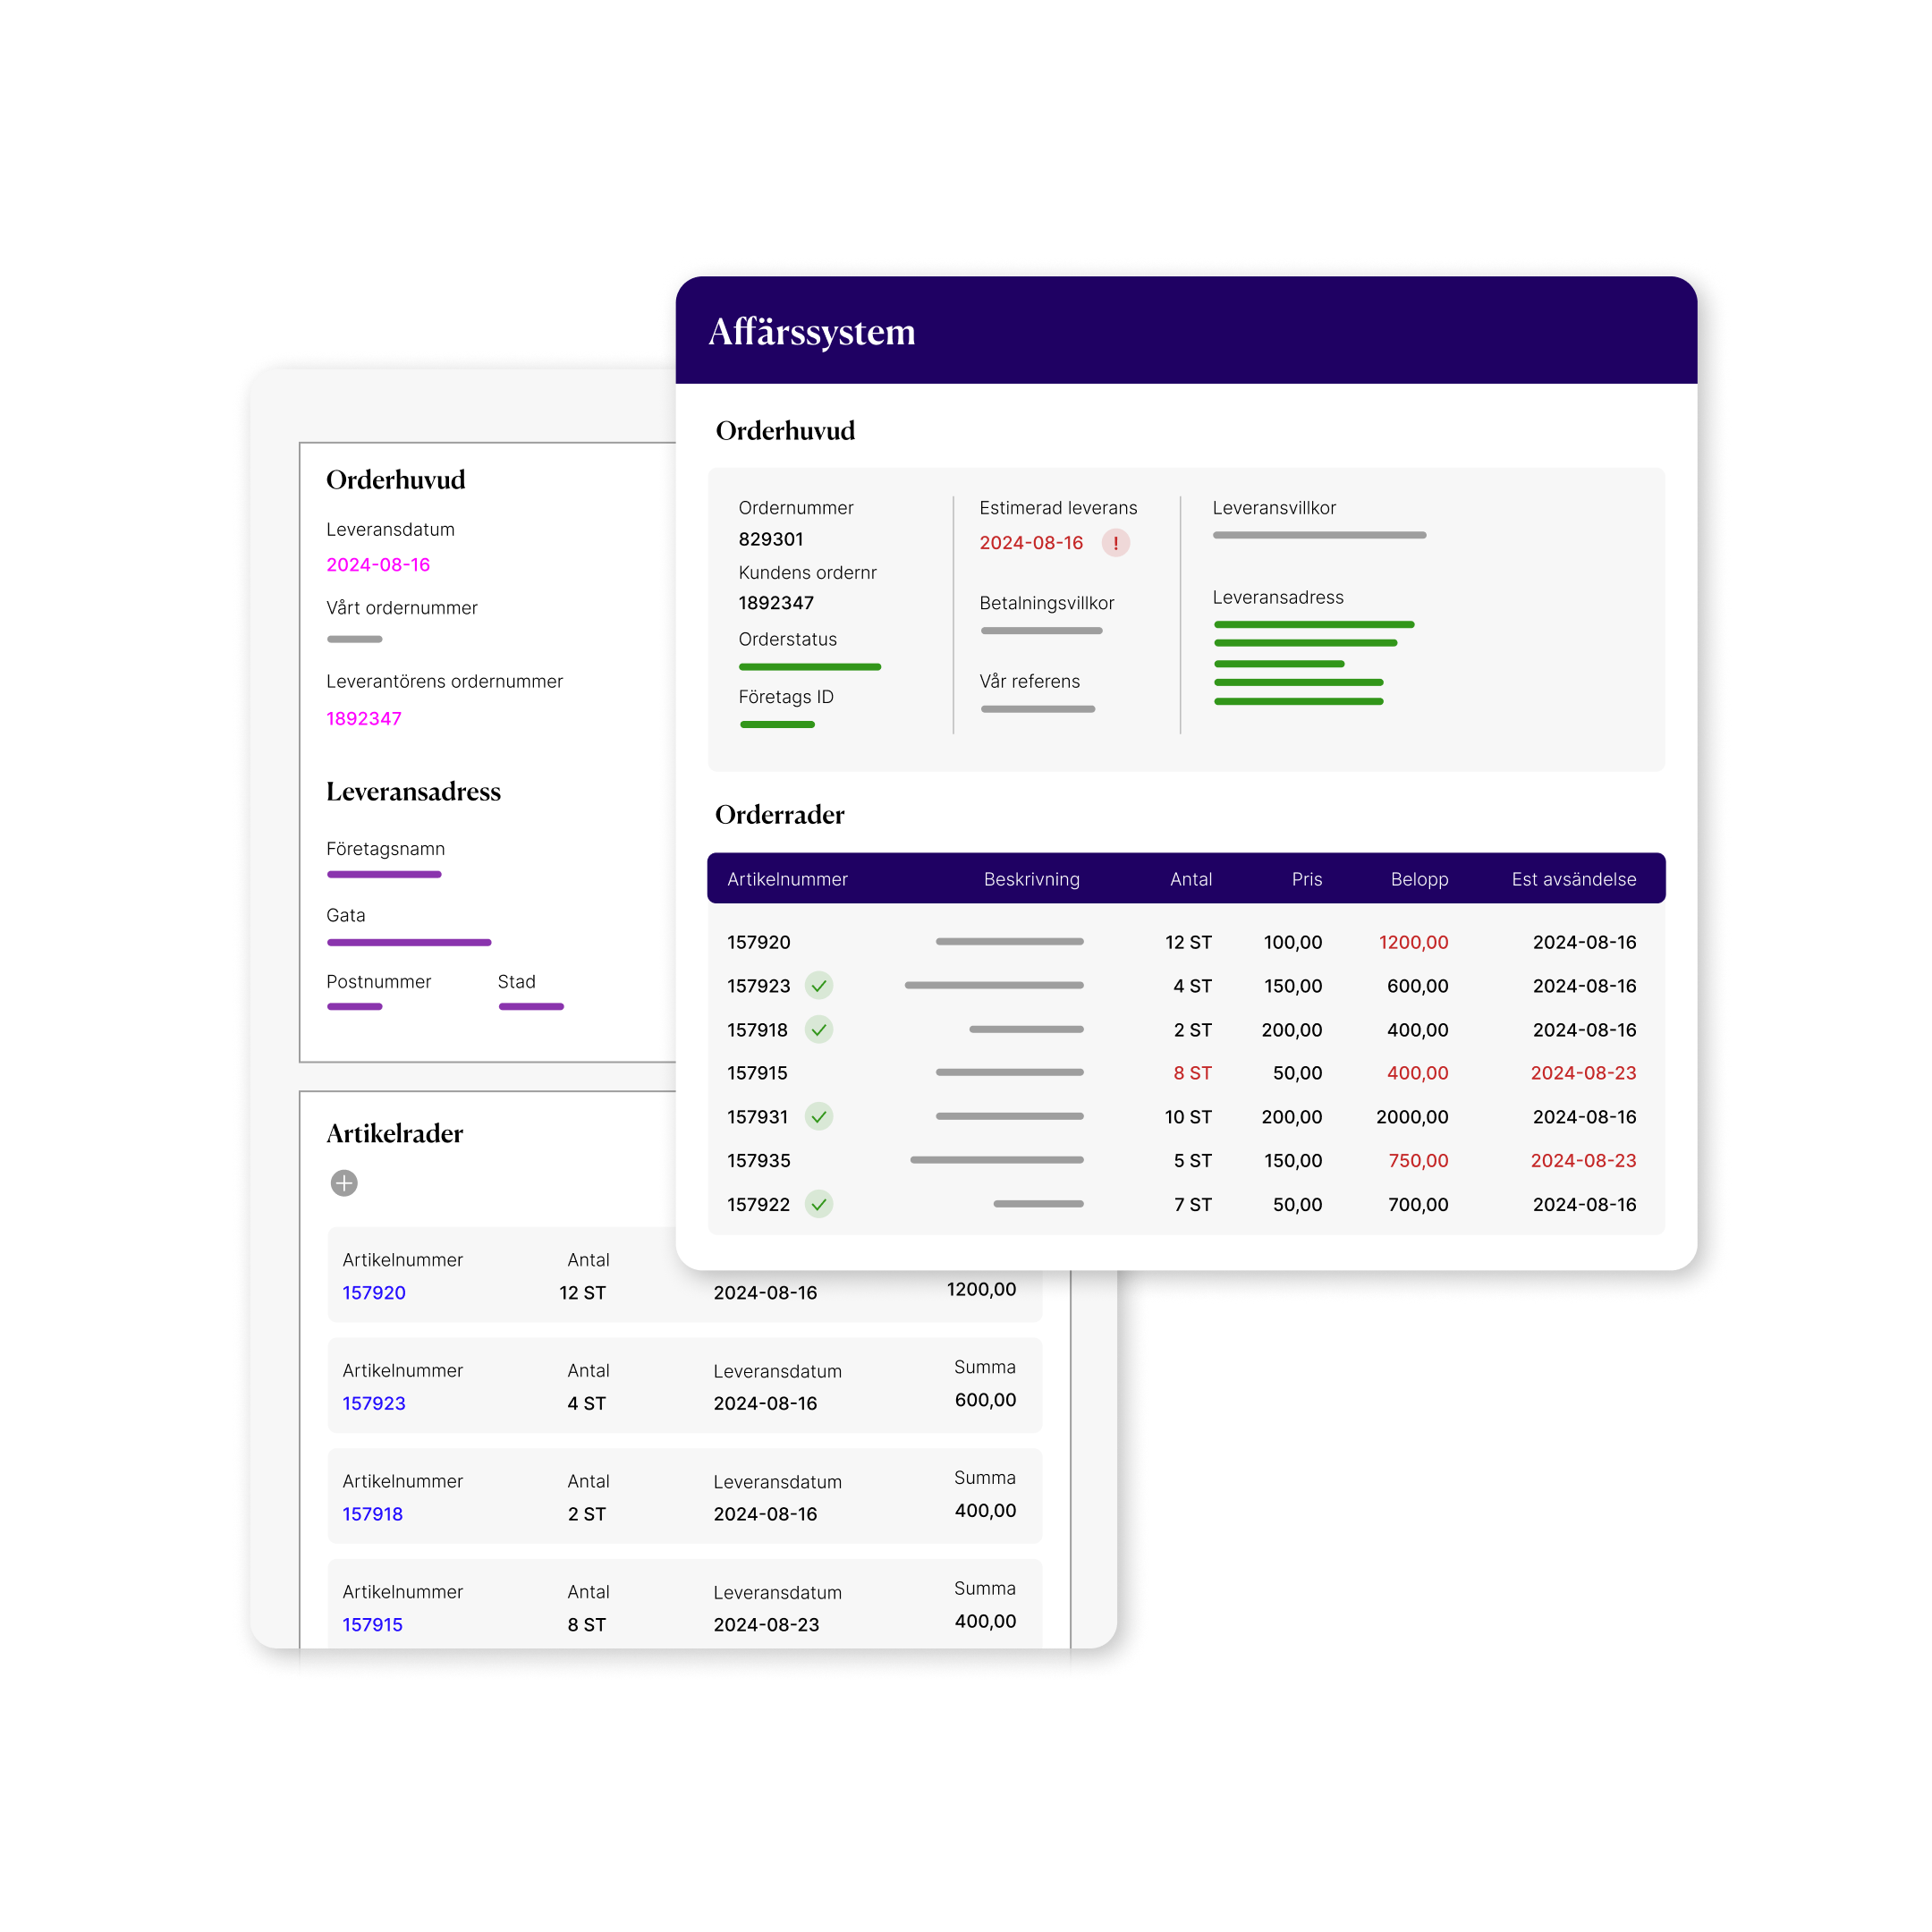 Affärssystem
Orderhuvud
Ordernummer
829301
Kundens ordernr
1892347
Orderstatus
Företags ID
Estimerad leverans
2024-08-16 !
Betalningsvillkor
Vår referens
Leveransvillkor
Leveransadress
Orderrader
Artikelnummer Beskrivning Antal Pris Belopp Est avsändelse
157920 12 ST 100,00 1200,00 2024-08-16
157923 4 ST 150,00 600,00 2024-08-16
157918 2 ST 200,00 400,00 2024-08-16
157915 8 ST 50,00 400,00 2024-08-23
157931 10 ST 200,00 2000,00 2024-08-16
157935 5 ST 150,00 750,00 2024-08-23
157922 7 ST 50,00 700,00 2024-08-16
Orderhuvud
Leveransdatum
2024-08-16
Vårt ordernummer
Leverantörens ordernummer
1892347
Leveransadress
Företagsnamn
Gata
Postnummer Stad
Artikelrader
Artikelnummer Antal
157920 12 ST 2024-08-16 1200,00
Artikelnummer Antal Leveransdatum Summa
157923 4 ST 2024-08-16 600,00
Artikelnummer Antal Leveransdatum Summa
157918 2 ST 2024-08-16 400,00
Artikelnummer Antal Leveransdatum Summa
157915 8 ST 2024-08-23 400,00